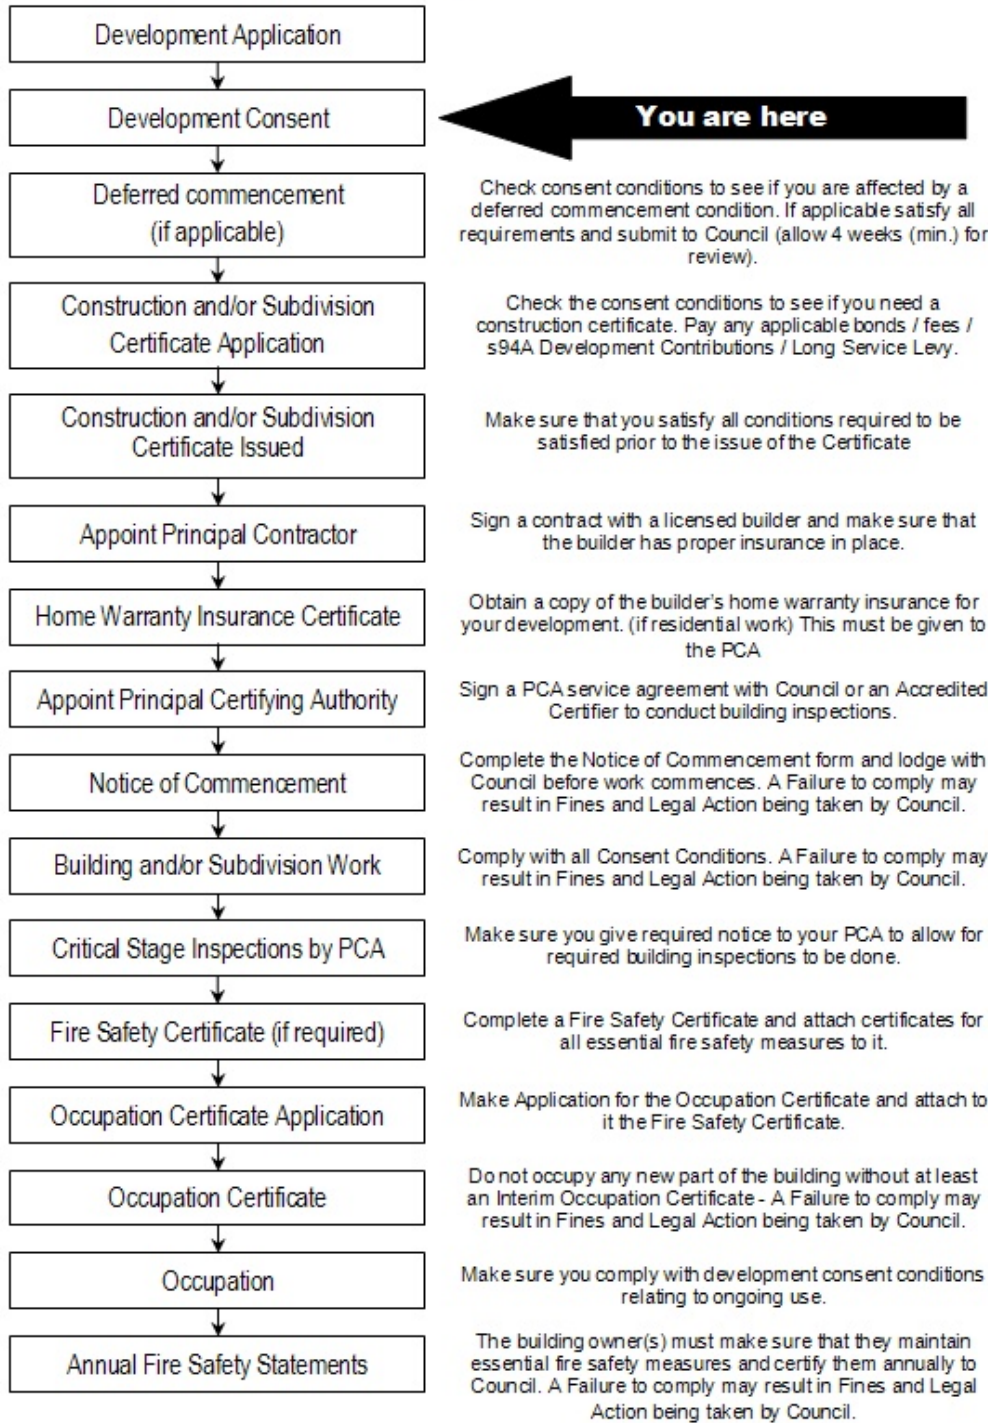 Development Application
Development Consent
You are here
Deferred commencement
(if applicable)
Check consent conditions to see if you are affected by a
deferred commencement condition. If applicable satisfy all
requirements and submit to Council (allow 4 weeks (min.) for
review).
Construction and/or Subdivision
Certificate Application
Check the consent conditions to see if you need a
construction certificate. Pay any applicable bonds / fees /
s94A Development Contributions / Long Service Levy.
Construction and/or Subdivision
Certificate Issued
Make sure that you satisfy all conditions required to be
satisfied prior to the issue of the Certificate
Appoint Principal Contractor
Sign a contract with a licensed builder and make sure that
the builder has proper insurance in place.
Home Warranty Insurance Certificate
Obtain a copy of the builder's home warranty insurance for
your development. (if residential work) This must be given to
the PCA
Appoint Principal Certifying Authority
Sign a PCA service agreement with Council or an Accredited
Certifier to conduct building inspections.
Notice of Commencement
Complete the Notice of Commencement form and lodge with
Council before work commences. A Failure to comply may
result in Fines and Legal Action being taken by Council.
Building and/or Subdivision Work
Comply with all Consent Conditions. A Failure to comply may
result in Fines and Legal Action being taken by Council.
Critical Stage Inspections by PCA
Make sure you give required notice to your PCA to allow for
required building inspections to be done.
Fire Safety Certificate (if required)
Complete a Fire Safety Certificate and attach certificates for
all essential fire safety measures to it.
Occupation Certificate Application
Make Application for the Occupation Certificate and attach to
it the Fire Safety Certificate.
Occupation Certificate
Do not occupy any new part of the building without at least
an Interim Occupation Certificate - A Failure to comply may
result in Fines and Legal Action being taken by Council.
Occupation
Make sure you comply with development consent conditions
relating to ongoing use.
Annual Fire Safety Statements
The building owner(s) must make sure that they maintain
essential fire safety measures and certify them annually to
Council. A Failure to comply may result in Fines and Legal
Action being taken by Council.